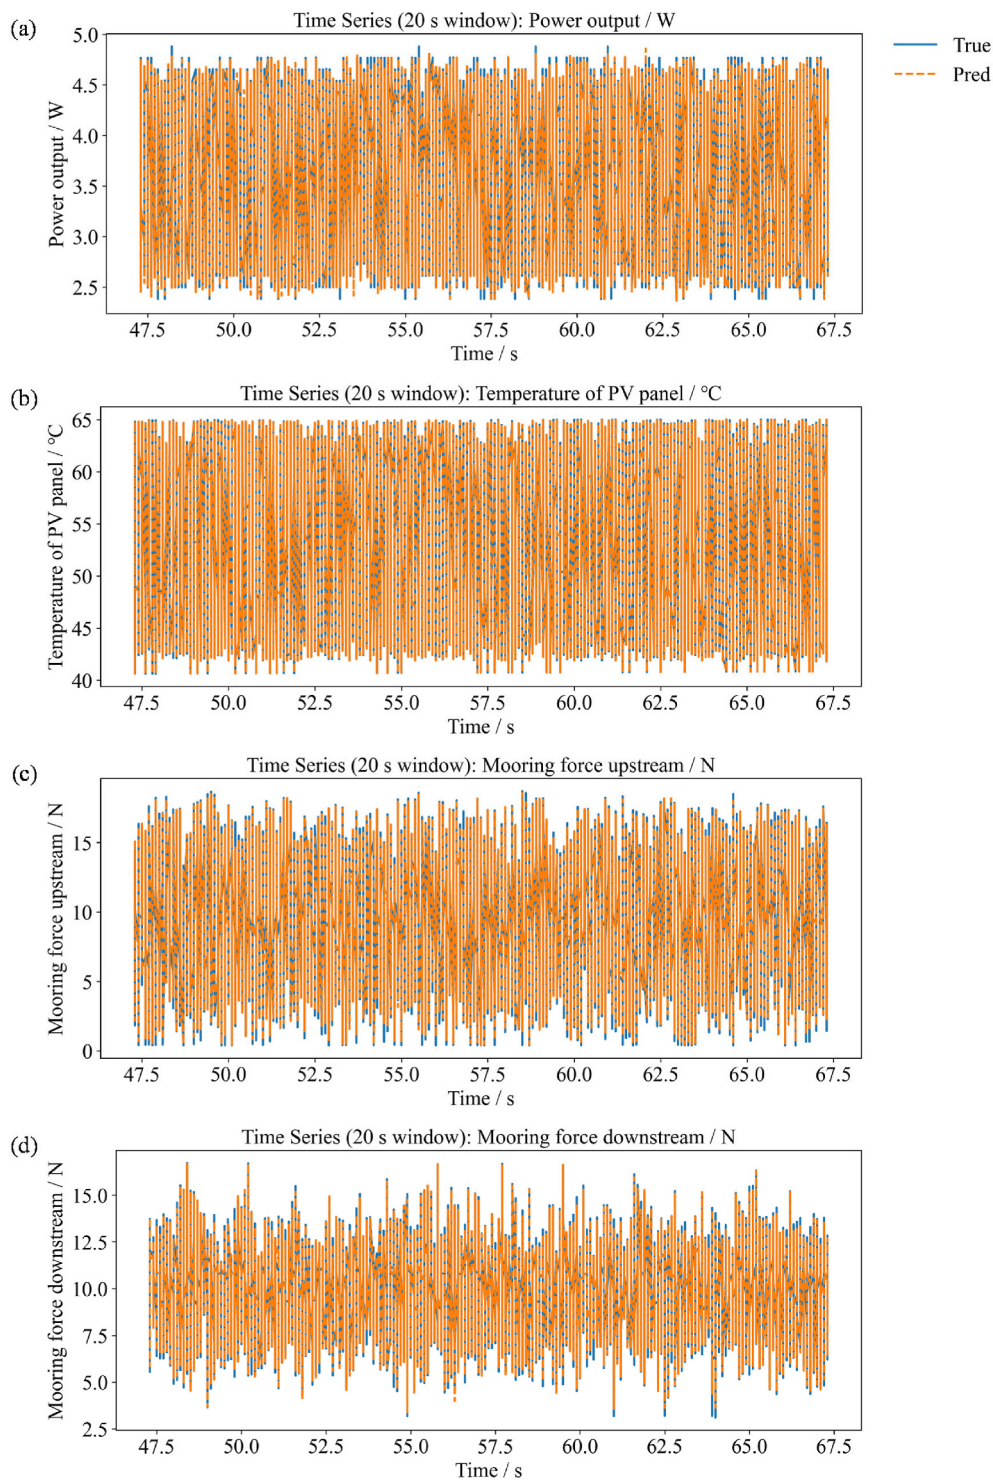 (a)
Time Series (20 s window): Power output / W
True
Pred
Power output / W
5.0
4.5
4.0
3.5
3.0
2.5
47.5 50.0 52.5 55.0 57.5 60.0 62.5 65.0 67.5
Time / s
(b)
Time Series (20 s window): Temperature of PV panel / °C
Temperature of PV panel / °C
65
60
55
50
45
40
47.5 50.0 52.5 55.0 57.5 60.0 62.5 65.0 67.5
Time / s
(c)
Time Series (20 s window): Mooring force upstream / N
Mooring force upstream / N
15
10
5
0
47.5 50.0 52.5 55.0 57.5 60.0 62.5 65.0 67.5
Time / s
(d)
Time Series (20 s window): Mooring force downstream / N
Mooring force downstream / N
15.0
12.5
10.0
7.5
5.0
2.5
47.5 50.0 52.5 55.0 57.5 60.0 62.5 65.0 67.5
Time / s